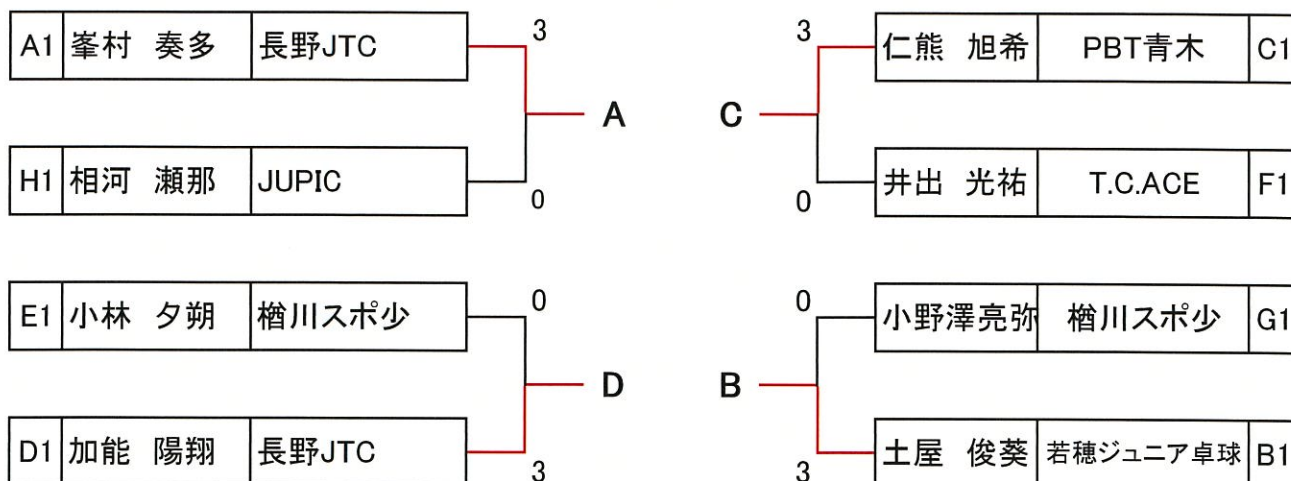 A1 峯村 奏多 長野JTC 3
A
H1 相河 瀬那 JUPIC 0
E1 小林 夕朔 楢川スポ少 0
D
D1 加能 陽翔 長野JTC 3
3 仁熊 旭希 PBT青木 C1
C
0 井出 光祐 T.C.ACE F1
0 小野澤亮弥 楢川スポ少 G1
B
3 土屋 俊葵 若穂ジュニア卓球 B1